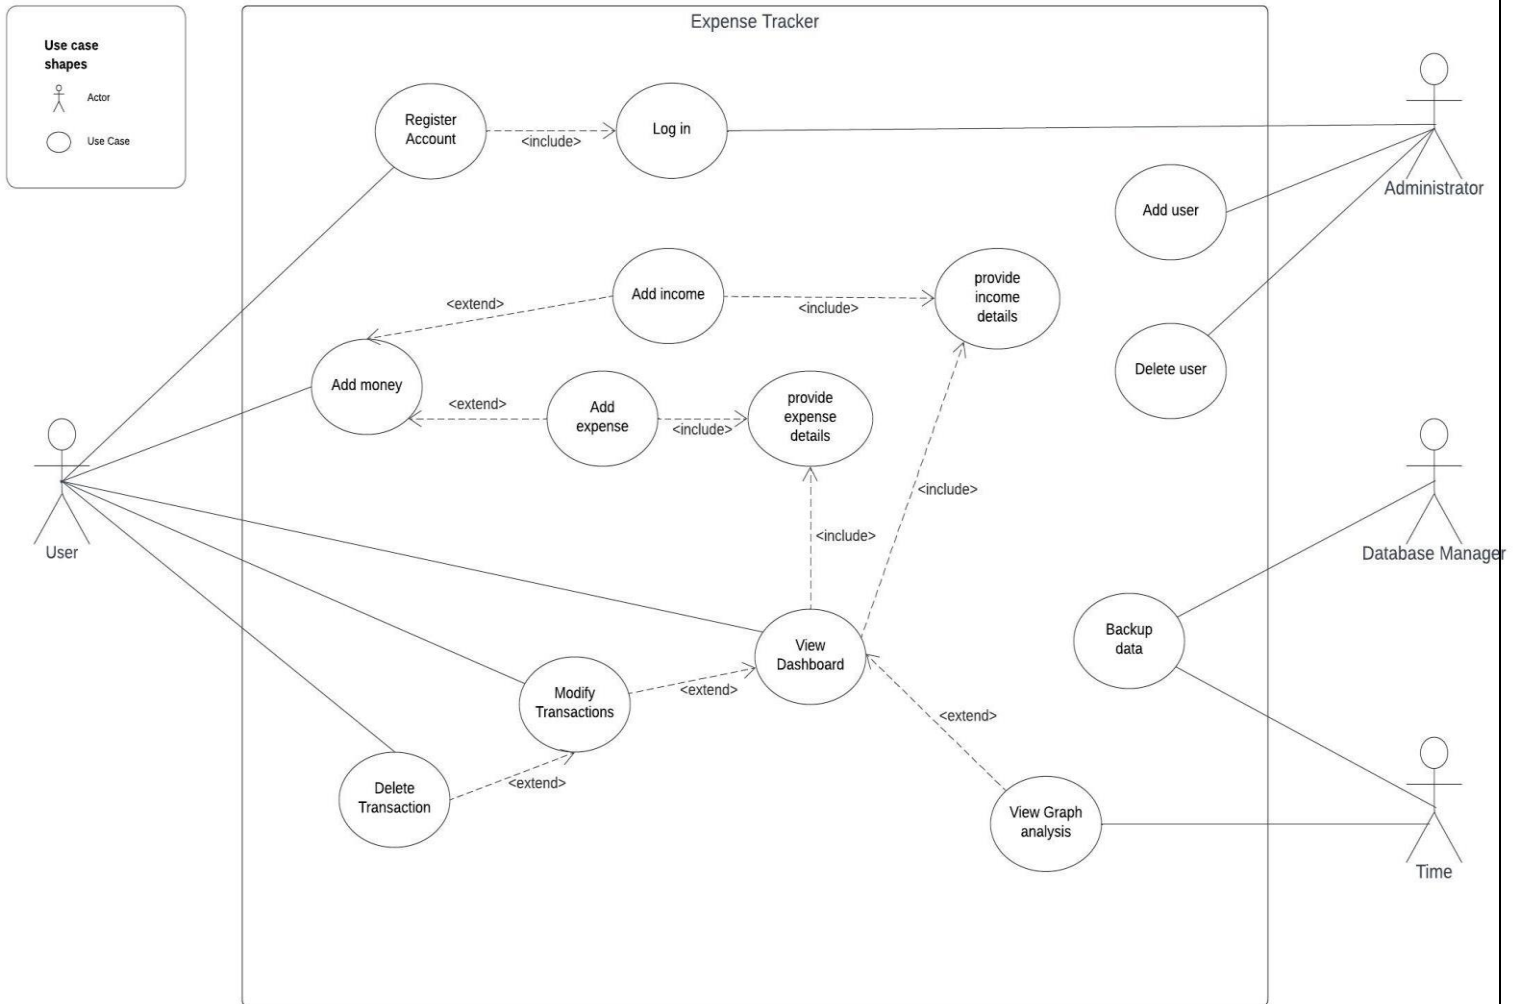 Expense Tracker
Use case
shapes
Actor
Use Case
Register
Account
<include>
Log in
Administrator
Add user
Add income
<extend>
<include>
provide
income
details
Delete user
Add money
<extend>
Add
expense
<include>
provide
expense
details
User
<include>
<include>
Database Manager
View
Dashboard
Backup
data
Modify
Transactions
<extend>
<extend>
Delete
Transaction
<extend>
View Graph
analysis
Time